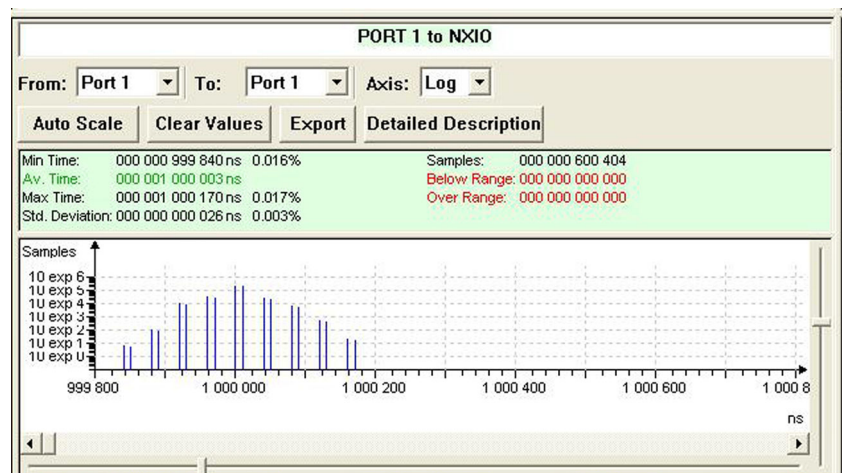 PORT 1 to NXIO
From: Port 1 To: Port 1 Axis: Log
Auto Scale Clear Values Export Detailed Description
Min Time: 000 000 999 840 ns 0.016% Samples: 000 000 600 404
Av. Time: 000 001 000 003 ns Below Range: 000 000 000 000
Max Time: 000 001 000 170 ns 0.017% Over Range: 000 000 000 000
Std. Deviation: 000 000 000 026 ns 0.003%
Samples
10 exp 6
10 exp 5
10 exp 4
10 exp 3
10 exp 2
10 exp 1
10 exp 0
999 800 1 000 000 1 000 200 1 000 400 1 000 600 1 000 8
ns